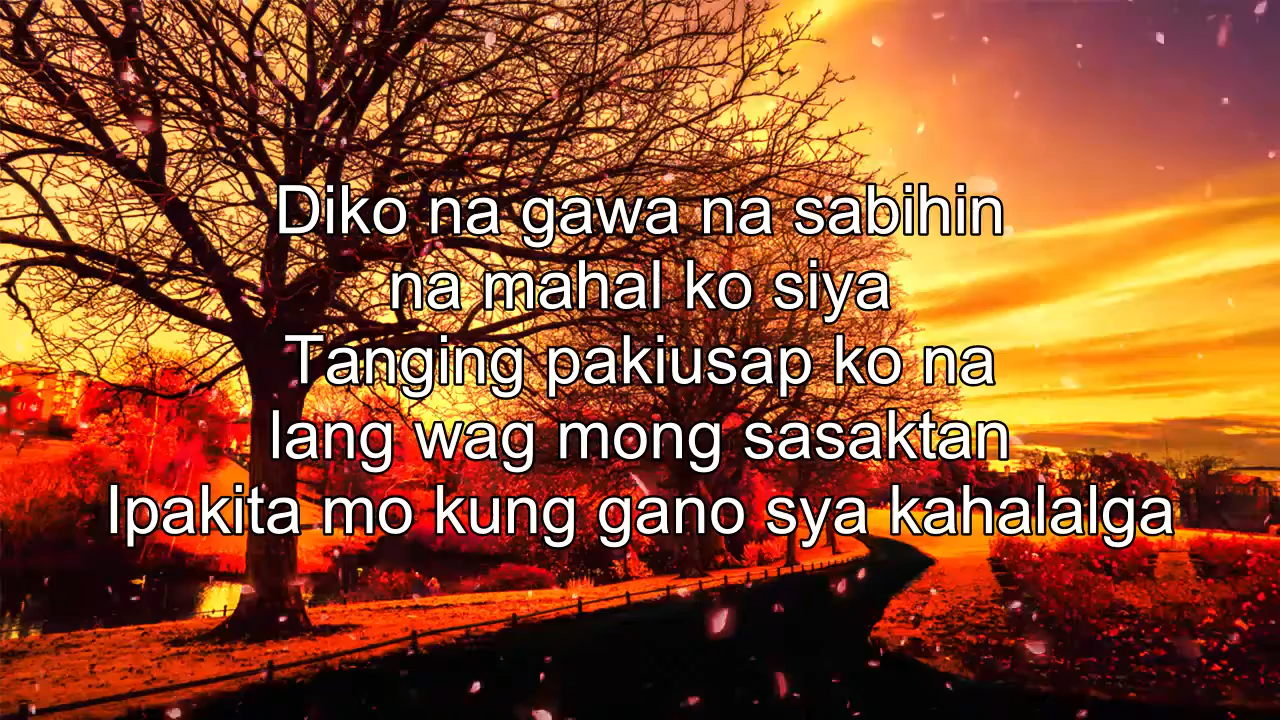 Diko na gawa na sabihin
na mahal ko siya
Tanging pakiusap ko na
lang wag mong sasaktan
Ipakita mo kung gano sya kahalalga